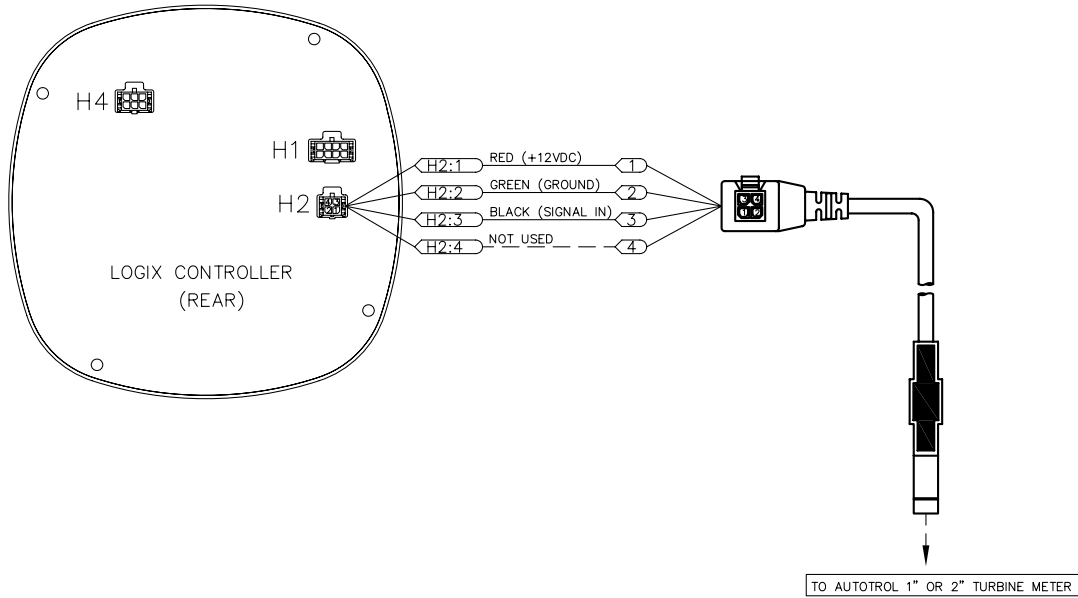 H4
H1
H2
H2:1 RED (+12VDC) 1
H2:2 GREEN (GROUND) 2
H2:3 BLACK (SIGNAL IN) 3
H2:4 NOT USED 4
LOGIX CONTROLLER
(REAR)
TO AUTOTROL 1" OR 2" TURBINE METER